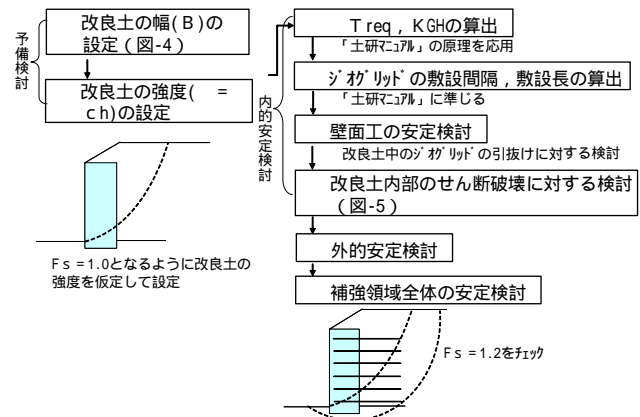 予備検討
改良土の幅(B)の
設定(図-4)
改良土の強度( =
ch)の設定
Fs=1.0となるように改良土の
強度を仮定して設定
内的安定検討
Treq,KGHの算出
「土研マニュアル」の原理を応用
ジオグリッドの敷設間隔,敷設長の算出
「土研マニュアル」に準じる
壁面工の安定検討
改良土中のジオグリッドの引抜けに対する検討
改良土内部のせん断破壊に対する検討
(図-5)
外的安定検討
補強領域全体の安定検討
Fs=1.2をチェック